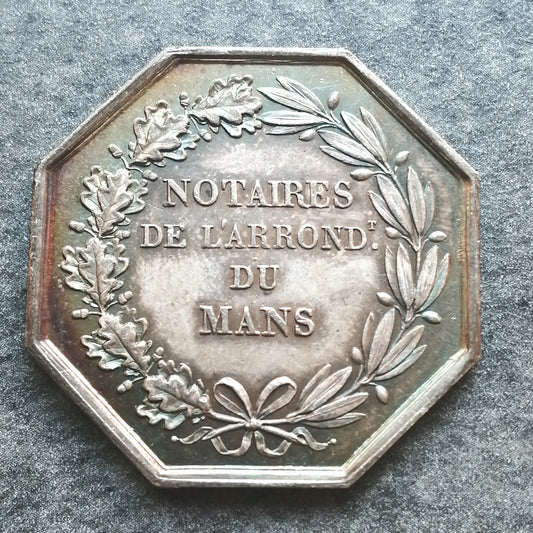 NOTAIRES
DE L'ARROND.T
DU
MANS